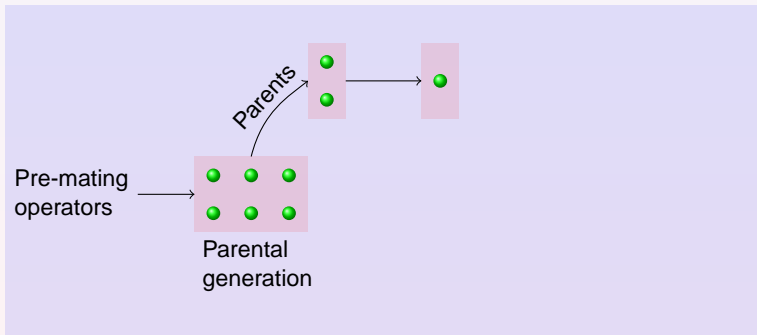 Parents
Pre-mating
operators
Parental
generation